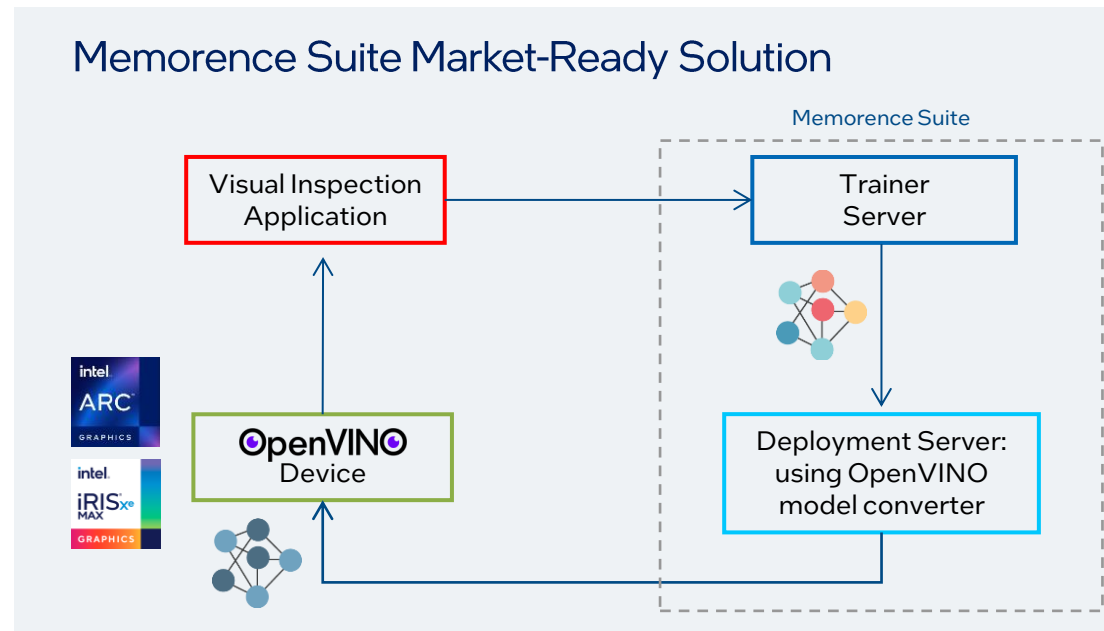 Memorence Suite Market-Ready Solution
Memorence Suite
Visual Inspection
Application
Trainer
Server
intel.
ARC™
GRAPHICS
OpenVINO
Device
Deployment Server:
using OpenVINO
model converter
intel.
iRIS® Xe
MAX
GRAPHICS